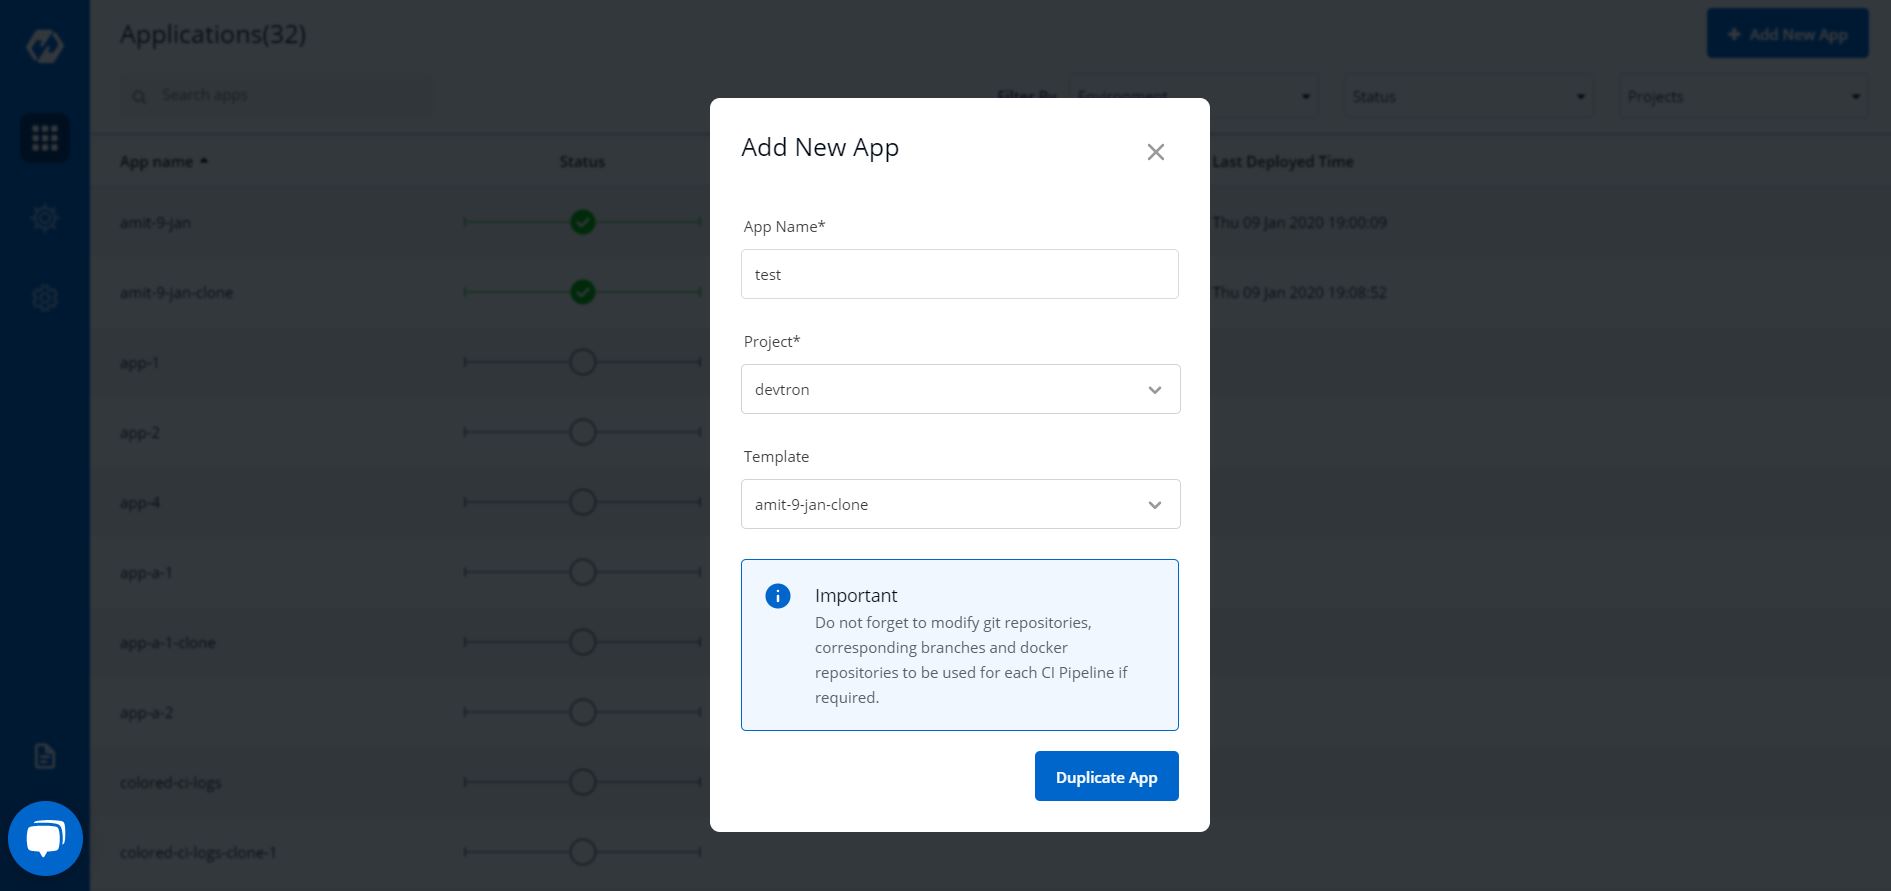 Applications(32)
+ Add New App
Search apps
Filter By
Environment
Status
Projects
App name
Status
Last Deployed Time
amit-9-jan
Thu 09 Jan 2020 19:00:09
amit-9-jan-clone
Thu 09 Jan 2020 19:08:52
app-1
app-2
app-4
app-a-1
app-a-1-clone
app-a-2
colored-ci-logs
colored-ci-logs-clone-1
Add New App
App Name*
test
Project*
devtron
Template
amit-9-jan-clone
Important
Do not forget to modify git repositories,
corresponding branches and docker
repositories to be used for each CI Pipeline if
required.
Duplicate App